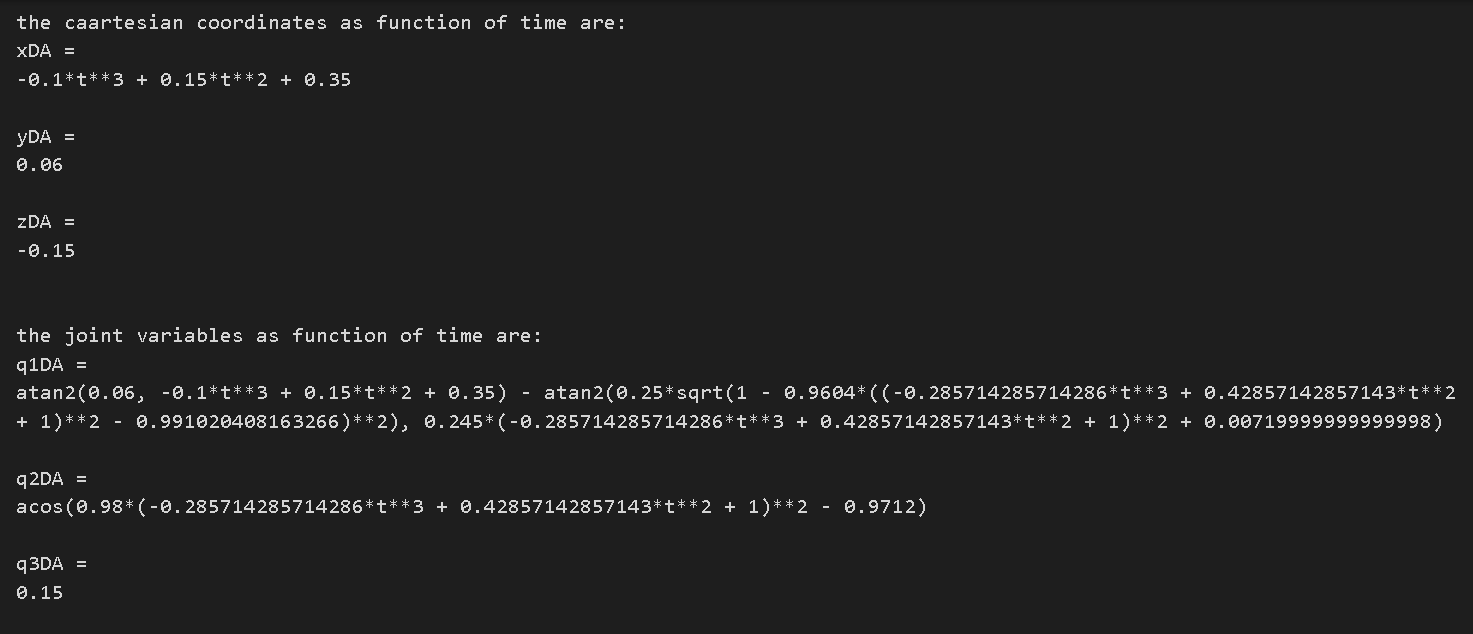 the caartesian coordinates as function of time are:
xDA =
-0.1*t**3 + 0.15*t**2 + 0.35
yDA =
0.06
zDA =
-0.15
the joint variables as function of time are:
q1DA =
atan2(0.06, -0.1*t**3 + 0.15*t**2 + 0.35) - atan2(0.25*sqrt(1 - 0.9604*((-0.285714285714286*t**3 + 0.42857142857143*t**2
+ 1)**2 - 0.991020408163266)**2), 0.245*(-0.285714285714286*t**3 + 0.42857142857143*t**2 + 1)**2 + 0.00719999999999998)
q2DA =
acos(0.98*(-0.285714285714286*t**3 + 0.42857142857143*t**2 + 1)**2 - 0.9712)
q3DA =
0.15